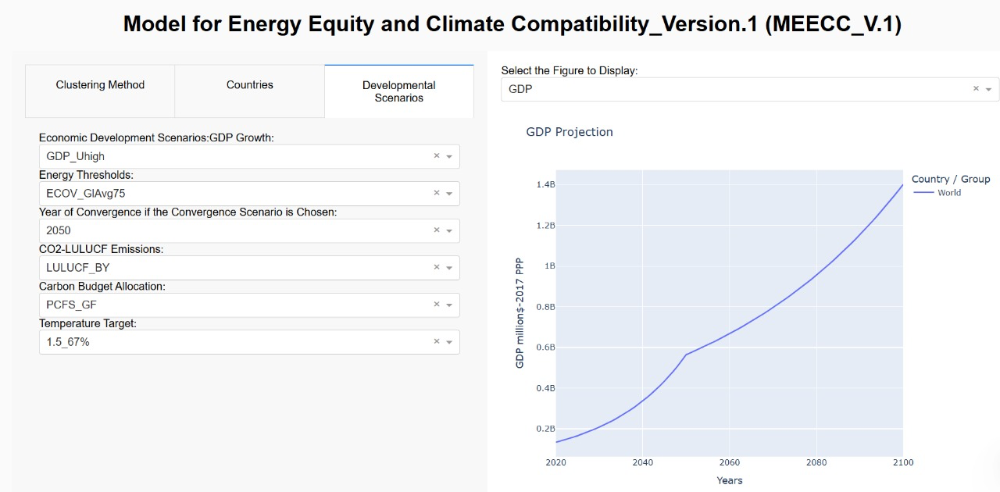 Model for Energy Equity and Climate Compatibility_Version.1 (MEECC_V.1)
Clustering Method
Countries
Developmental
Scenarios
Economic Development Scenarios:GDP Growth:
GDP_Uhigh
Energy Thresholds:
ECOV_GlAvg75
Year of Convergence if the Convergence Scenario is Chosen:
2050
CO2-LULUCF Emissions:
LULUCF_BY
Carbon Budget Allocation:
PCFS_GF
Temperature Target:
1.5_67%
Select the Figure to Display:
GDP
GDP Projection
Country / Group
World
1.4B
1.2B
1B
0.8B
0.6B
0.4B
0.2B
GDP million$-2017 PPP
2020 2040 2060 2080 2100
Years